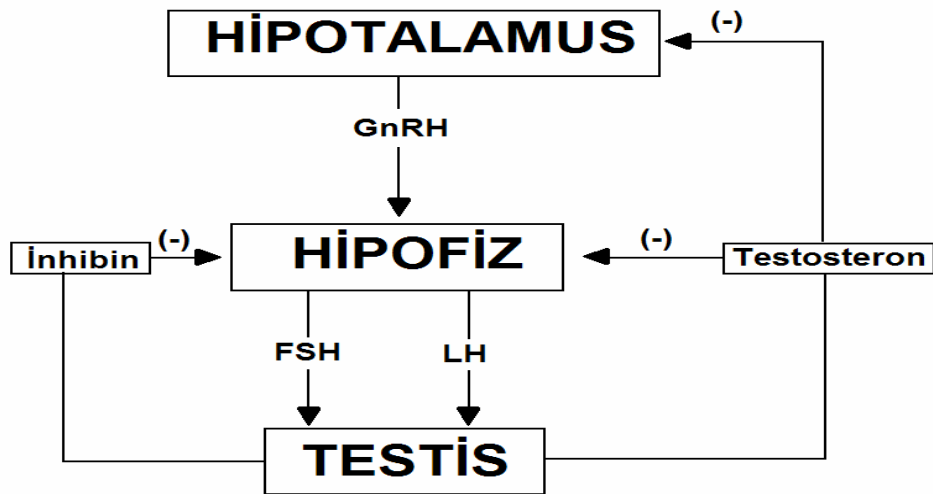 HİPOTALAMUS
(-)
GnRH
İnhibin
(-)
HİPOFİZ
(-)
Testosteron
FSH
LH
TESTİS